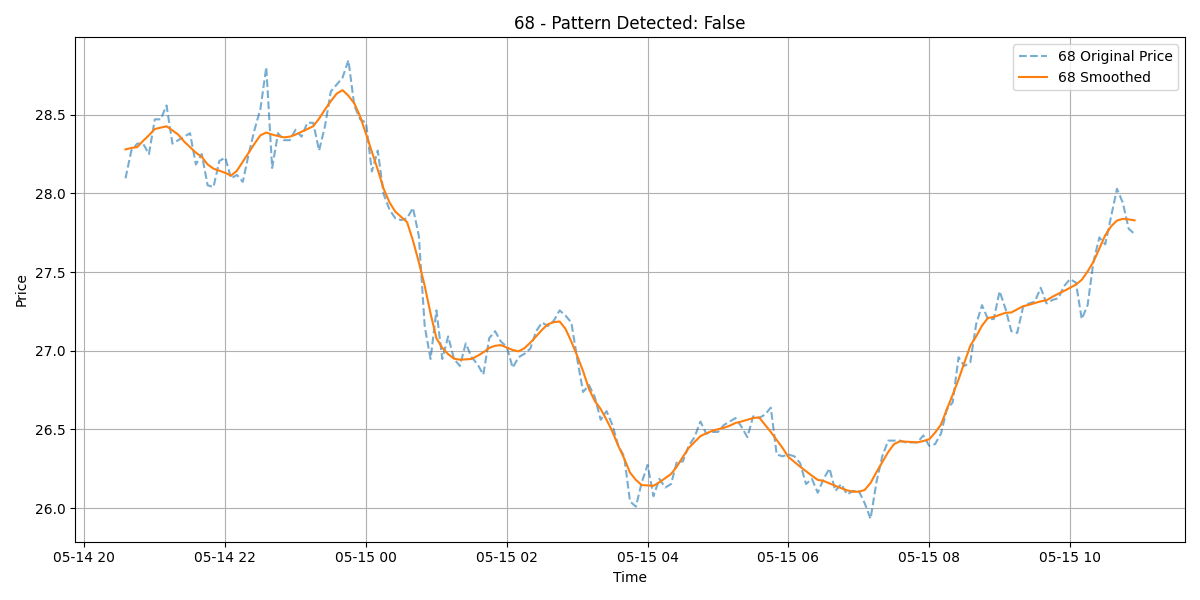 68 - Pattern Detected: False
68 Original Price
68 Smoothed
Price
28.5
28.0
27.5
27.0
26.5
26.0
05-14 20 05-14 22 05-15 00 05-15 02 05-15 04 05-15 06 05-15 08 05-15 10
Time